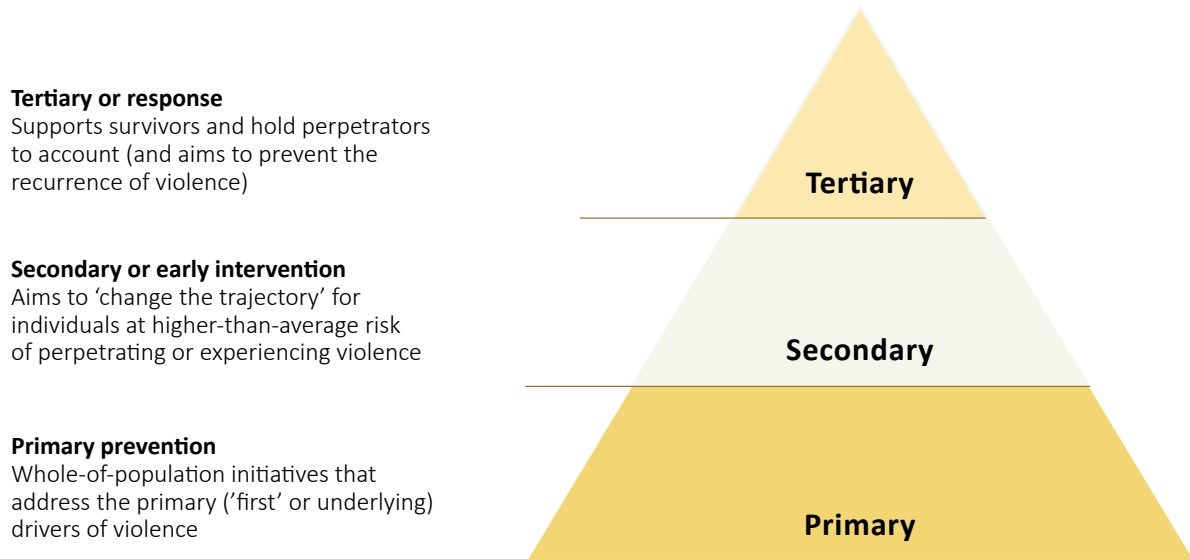 Tertiary or response
Supports survivors and hold perpetrators
to account (and aims to prevent the
recurrence of violence)
Tertiary
Secondary or early intervention
Aims to ‘change the trajectory’ for
individuals at higher-than-average risk
of perpetrating or experiencing violence
Secondary
Primary prevention
Whole-of-population initiatives that
address the primary (’first’ or underlying)
drivers of violence
Primary